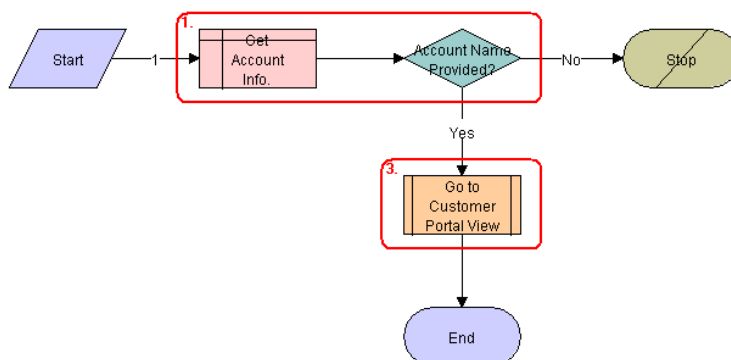 1.
Start
1
Get
Account
Info.
Account Name
Provided?
No
Stop
Yes
3.
Go to
Customer
Portal View
End